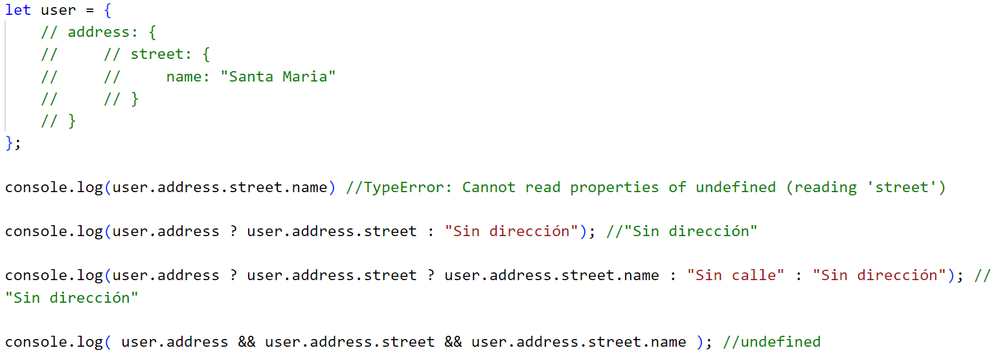 let user = {
    // address: {
    //     // street: {
    //     //     name: "Santa Maria"
    //     // }
    // }
};

console.log(user.address.street.name) //TypeError: Cannot read properties of undefined (reading 'street')

console.log(user.address ? user.address.street : "Sin dirección"); //"Sin dirección"

console.log(user.address ? user.address.street ? user.address.street.name : "Sin calle" : "Sin dirección"); //
"Sin dirección"

console.log( user.address && user.address.street && user.address.street.name ); //undefined